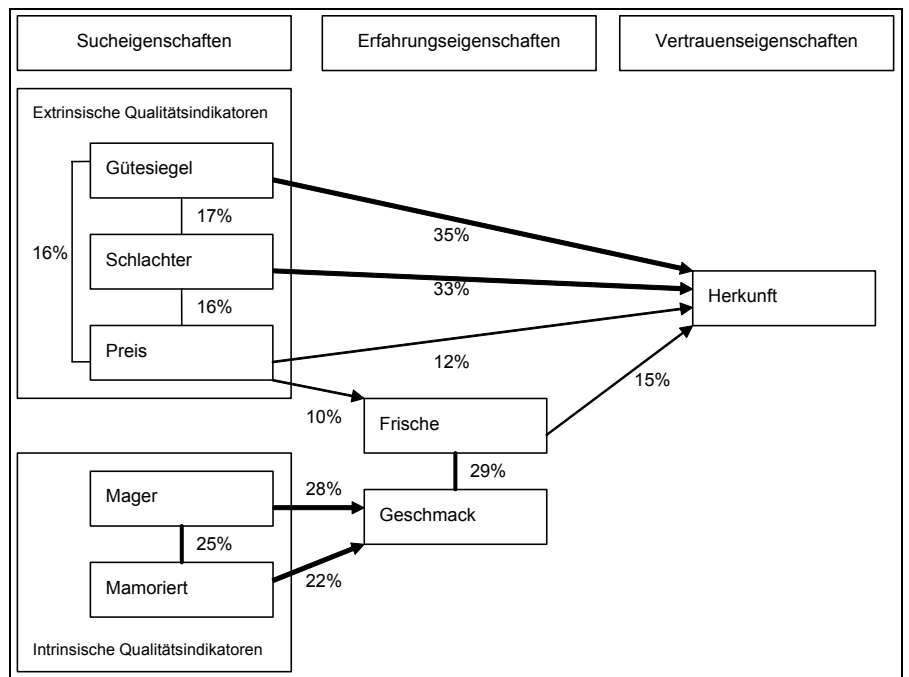 Sucheigenschaften
Erfahrungseigenschaften
Vertrauenseigenschaften
Extrinsische Qualitätsindikatoren
Gütesiegel
17%
35%
16%
Schlachter
33%
Herkunft
16%
Preis
12%
15%
10%
Frische
29%
Mager
28%
Geschmack
25%
Mamoriert
22%
Intrinsische Qualitätsindikatoren